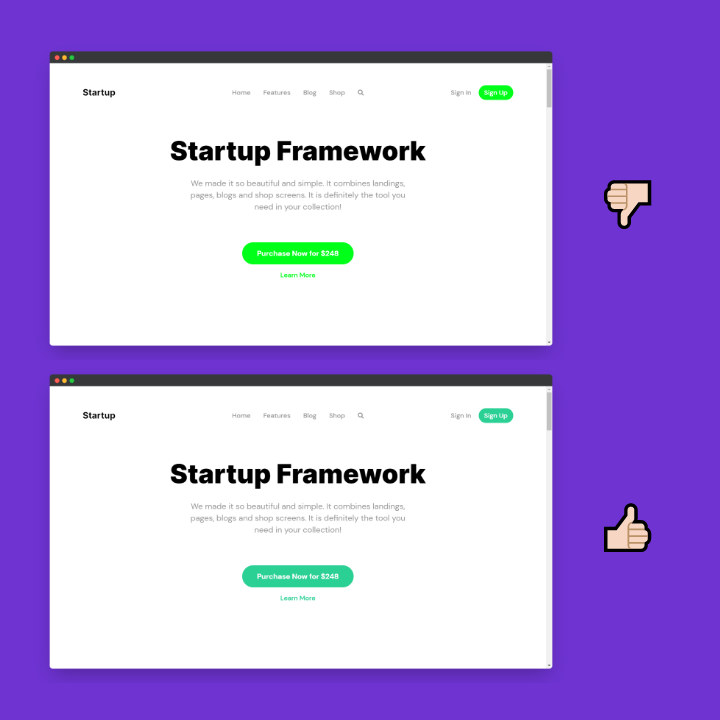 Startup Home Features Blog Shop Sign In Sign Up
Startup Framework
We made it so beautiful and simple. It combines landings,
pages, blogs and shop screens. It is definitely the tool you
need in your collection!
Purchase Now for $248
Learn More
Startup Home Features Blog Shop Sign In Sign Up
Startup Framework
We made it so beautiful and simple. It combines landings,
pages, blogs and shop screens. It is definitely the tool you
need in your collection!
Purchase Now for $248
Learn More